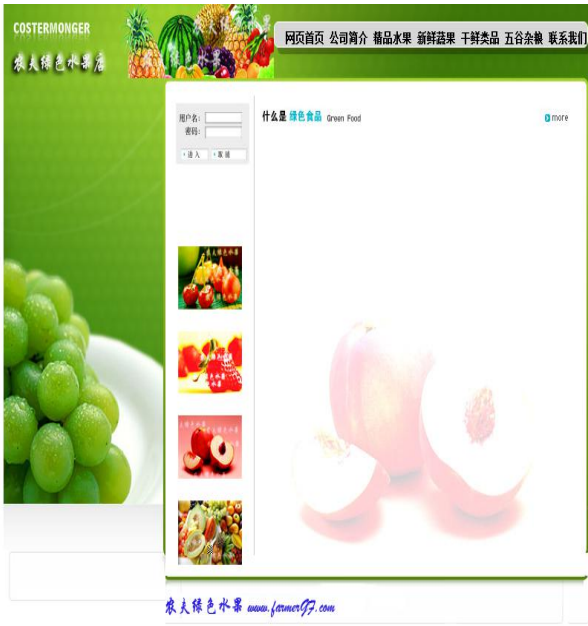 COSTERMONGER
农夫绿色水果店
网页首页 公司简介 精品水果 新鲜蔬果 干鲜类品 五谷杂粮 联系我们
用户名:
密码:
进入
什么是 绿色食品 Green Food
more
农夫绿色水果 www.farmerGF.com